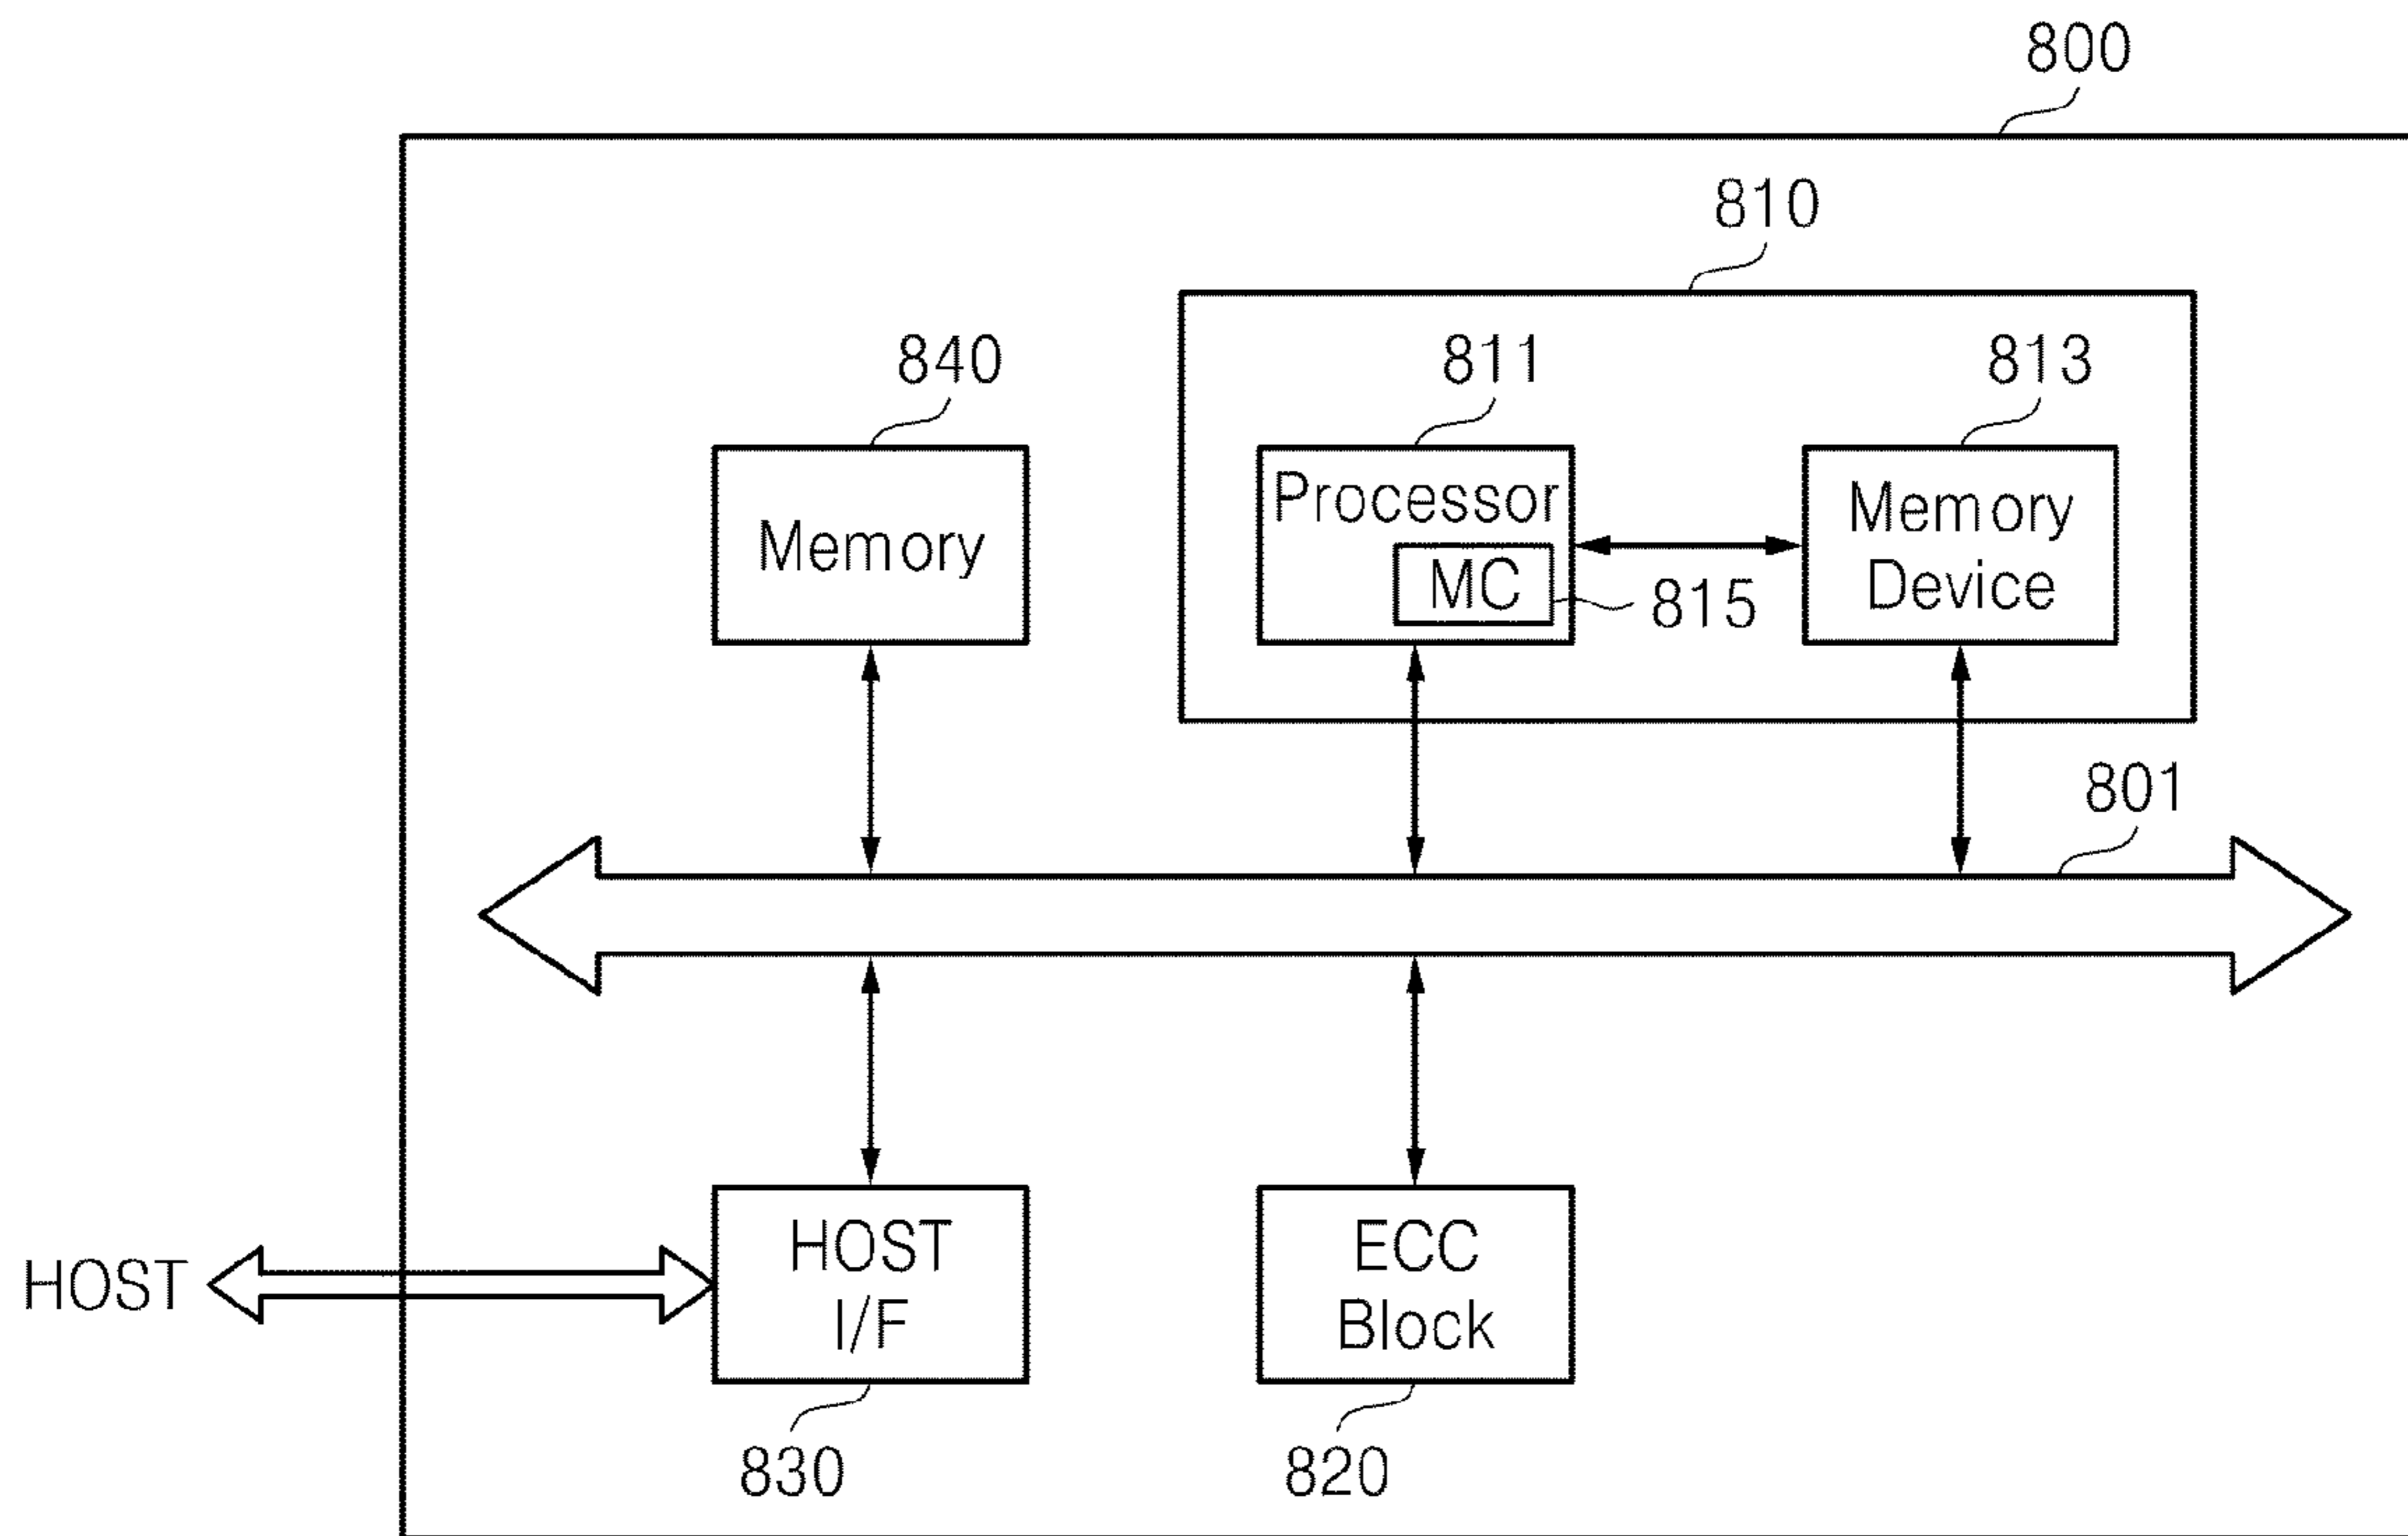 800
810
840
811
813
Memory
Processor
MC
815
Memory
Device
801
HOST
HOST
I/F
ECC
Block
830
820